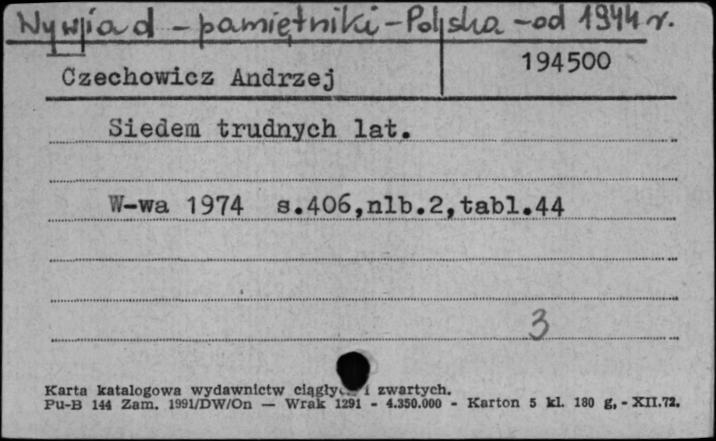 Wywiad - pamiętniki - Polska - od 1944 r.
Czechowicz Andrzej
194500
Siedem trudnych lat.
W-wa 1974 s.406,nlb.2,tabl.44
3
Karta katalogowa wydawnictw i zwartych.
Pu-B 144 Zam. 1991/DW/On — Wrak 1291 - 4.350.000 - Karton 5 kl. 180 g, - XII.72.